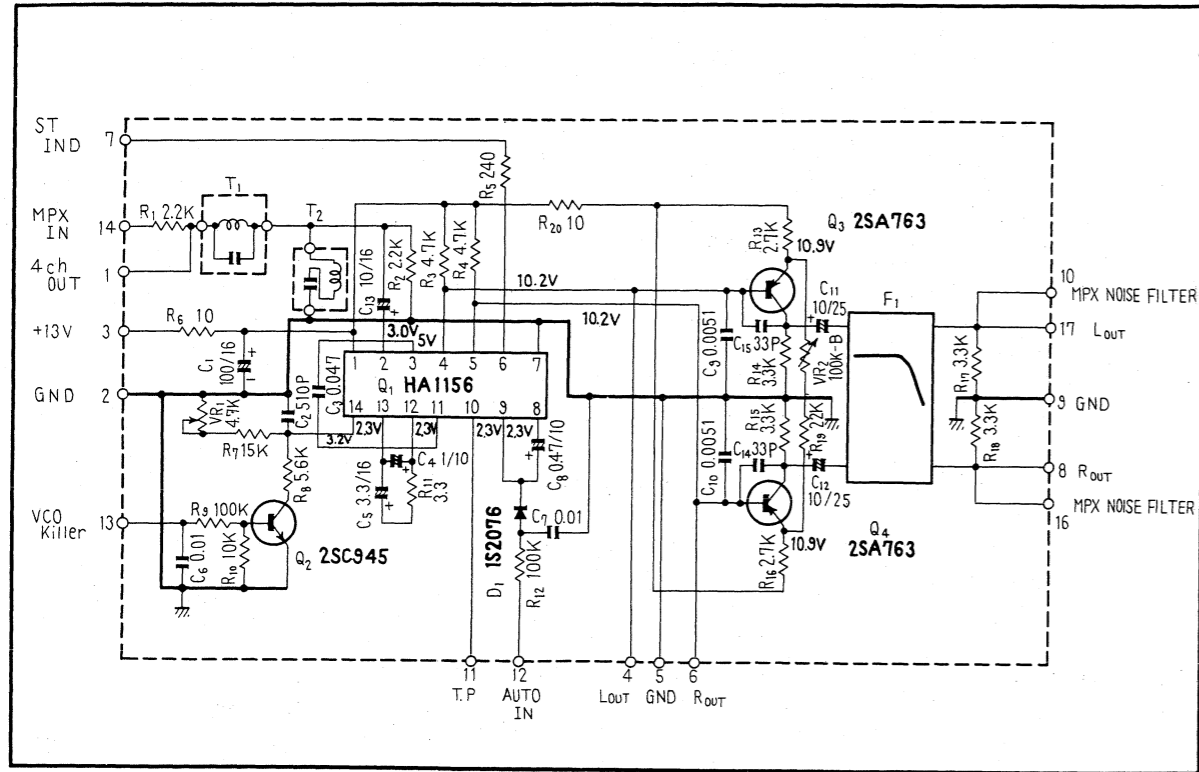 ST
IND
7
MPX
IN
14
R1 2.2K
T1
T2
4ch
OUT
1
+13V
3
R6 10
C1
100/16
+
-
GND
2
VR1
4.7K
C2 510P
R7 15K
R8 5.6K
VCO
Killer
13
R9 100K
C6 0.01
R10 10K
Q2
2SC945
C13 10/16
+
R2 2.2K
R3 4.7K
R4 4.7K
R5 240
R20 10
3.0V
5V
10.2V
10.2V
C3 0.047
1 2 3 4 5 6 7
Q1 HA1156
14 13 12 11 10 9 8
3.2V
2.3V
2.3V
2.3V
2.3V
C4 1/10
+
C5 3.3/16
+
R11
3.3
+
C8 0.47/10
D1 1S2076
C7 0.01
R12 100K
11
T.P
12
AUTO
IN
4
LOUT
5
GND
6
ROUT
R13
2.7K
10.9V
Q3 2SA763
C11
10/25
+
C9 0.0051
C15 33P
R14
3.3K
VR2
100K-B
R15
3.3K
R19 2.2K
C10 0.0051
C14 33P
+
C12
10/25
Q4
2SA763
10.9V
R16 2.7K
F1
10
MPX NOISE FILTER
17
LOUT
R17 3.3K
9
GND
R18 3.3K
8
ROUT
16
MPX NOISE FILTER